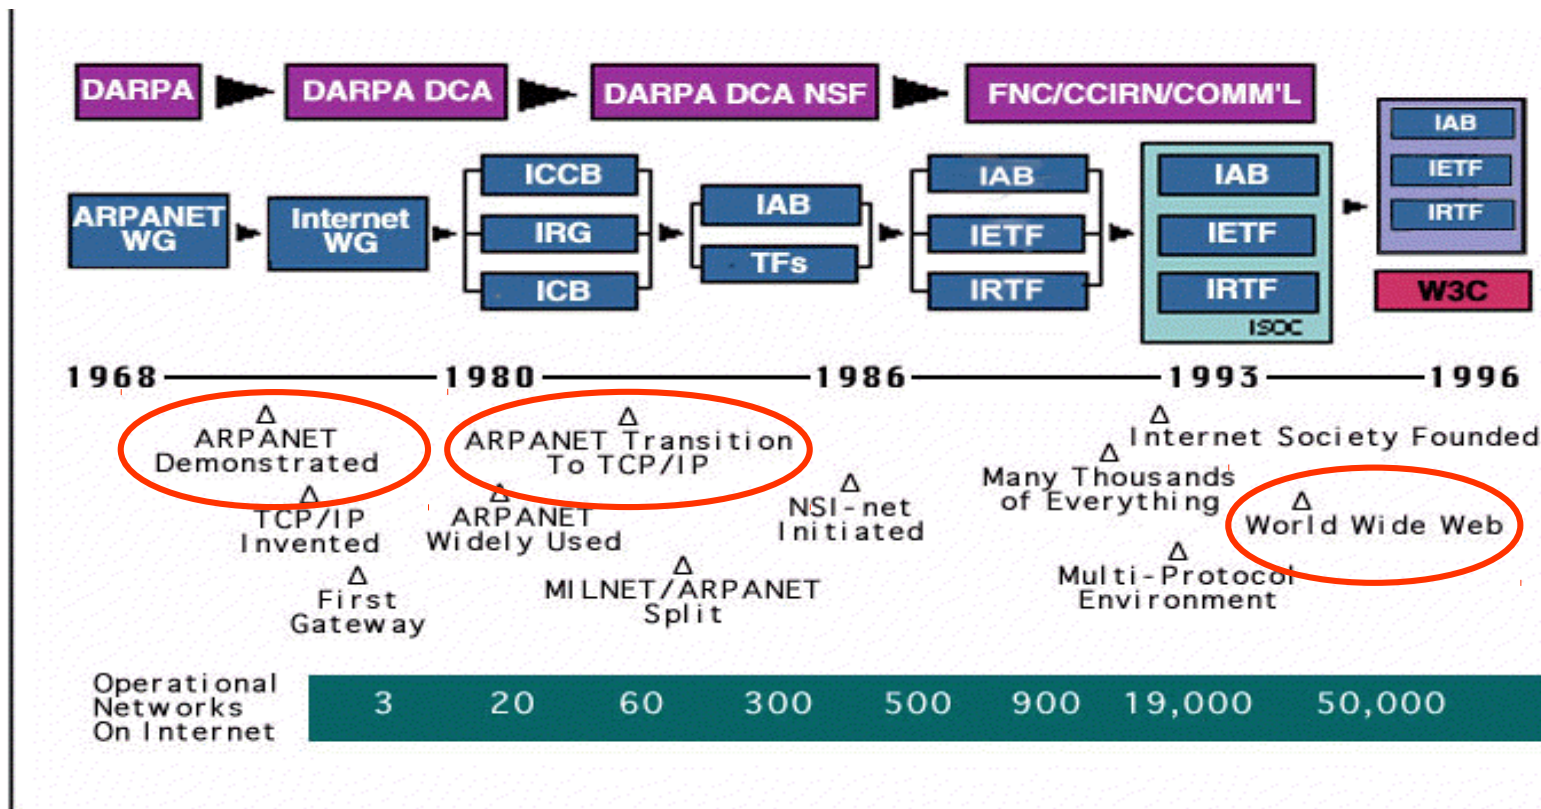 DARPA
DARPA DCA
DARPA DCA NSF
FNC/CCIRN/COMM'L
ARPANET
WG
Internet
WG
ICCB
IRG
ICB
IAB
TFs
IAB
IETF
IRTF
IAB
IETF
IRTF
ISOC
IAB
IETF
IRTF
W3C
1968
1980
1986
1993
1996
ARPANET
Demonstrated
TCP/IP
Invented
First
Gateway
ARPANET
Widely Used
ARPANET Transition
To TCP/IP
MILNET/ARPANET
Split
NSI-net
Initiated
Many Thousands
of Everything
Internet Society Founded
Multi-Protocol
Environment
World Wide Web
Operational
Networks
On Internet
3 20 60 300 500 900 19,000 50,000